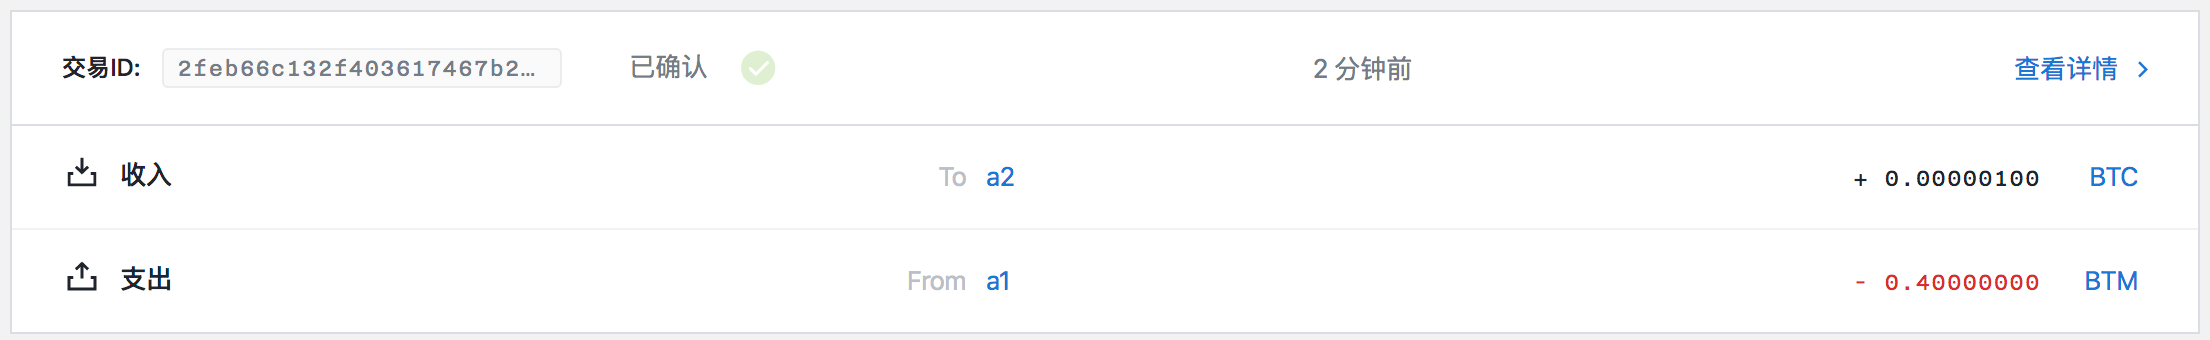 交易ID: 2feb66c132f403617467b2… 已确认 2 分钟前 查看详情
收入 To a2 + 0.00000100 BTC
支出 From a1 - 0.40000000 BTM